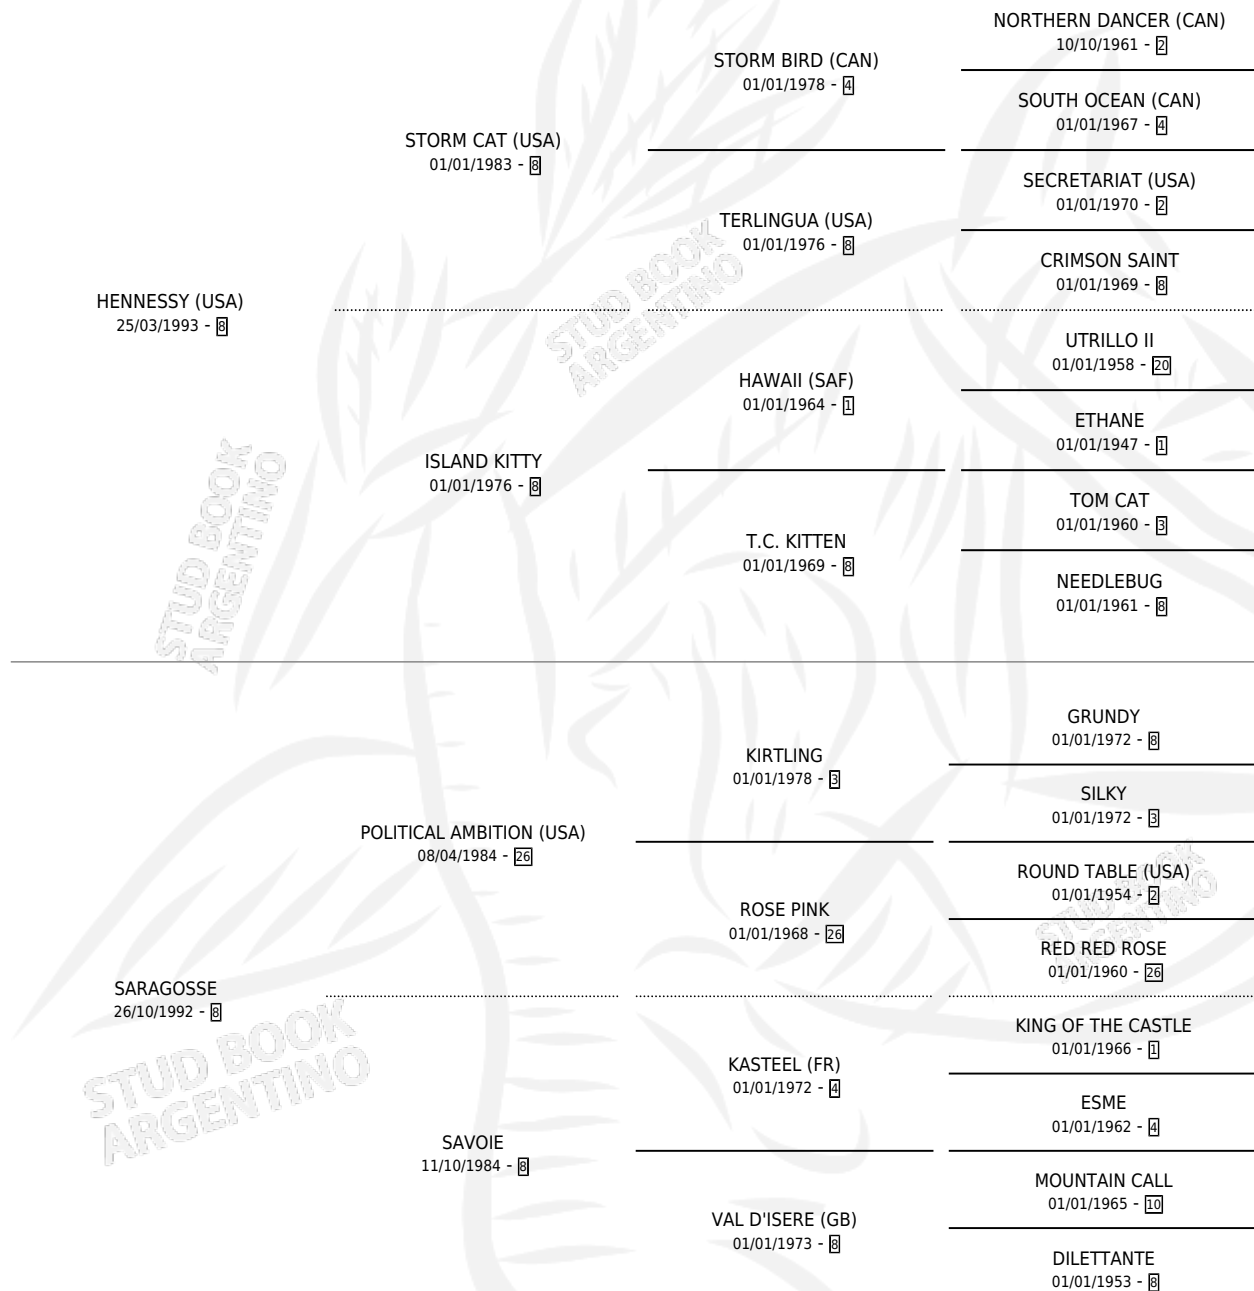 NORTHERN DANCER (CAN)
10/10/1961 - 2
STORM BIRD (CAN)
01/01/1978 - 4
SOUTH OCEAN (CAN)
01/01/1967 - 4
STORM CAT (USA)
01/01/1983 - 8
SECRETARIAT (USA)
01/01/1970 - 2
TERLINGUA (USA)
01/01/1976 - 8
CRIMSON SAINT
01/01/1969 - 8
HENNESSY (USA)
25/03/1993 - 8
UTRILLO II
01/01/1958 - 20
HAWAII (SAF)
01/01/1964 - 1
ETHANE
01/01/1947 - 1
ISLAND KITTY
01/01/1976 - 8
TOM CAT
01/01/1960 - 3
T.C. KITTEN
01/01/1969 - 8
NEEDLEBUG
01/01/1961 - 8
STUD BOOK
ARGENTINO
STUD BOOK
ARGENTINO
GRUNDY
01/01/1972 - 8
KIRTLING
01/01/1978 - 3
SILKY
01/01/1972 - 3
POLITICAL AMBITION (USA)
08/04/1984 - 26
ROUND TABLE (USA)
01/01/1954 - 2
ROSE PINK
01/01/1968 - 26
RED RED ROSE
01/01/1960 - 26
SARAGOSSE
26/10/1992 - 8
KING OF THE CASTLE
01/01/1966 - 1
KASTEEL (FR)
01/01/1972 - 4
ESME
01/01/1962 - 4
SAVOIE
11/10/1984 - 8
MOUNTAIN CALL
01/01/1965 - 10
VAL D'ISERE (GB)
01/01/1973 - 8
DILETTANTE
01/01/1953 - 8
STUD BOOK
ARGENTINO
STUD BOOK
ARGENTINO